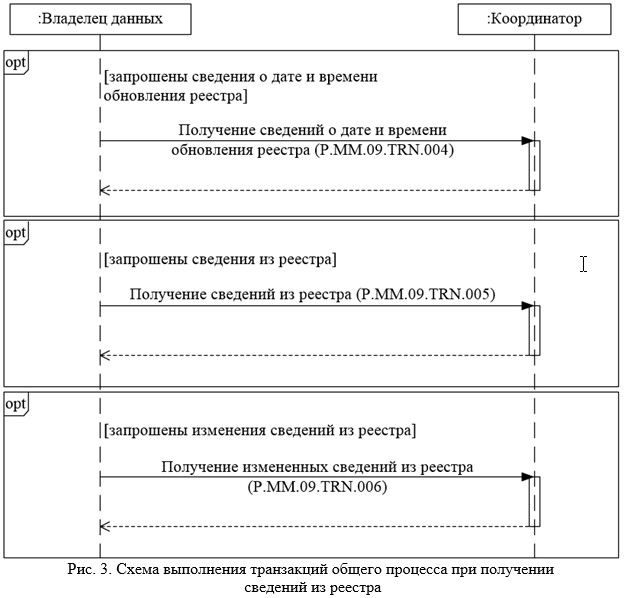 :Владелец данных
:Координатор
opt
[запрошены сведения о дате и времени
обновления реестра]
Получение сведений о дате и времени
обновления реестра (P.MM.09.TRN.004)
opt
[запрошены сведения из реестра]
Получение сведений из реестра (P.MM.09.TRN.005)
opt
[запрошены изменения сведений из реестра]
Получение измененных сведений из реестра
(P.MM.09.TRN.006)
Рис. 3. Схема выполнения транзакций общего процесса при получении
сведений из реестра